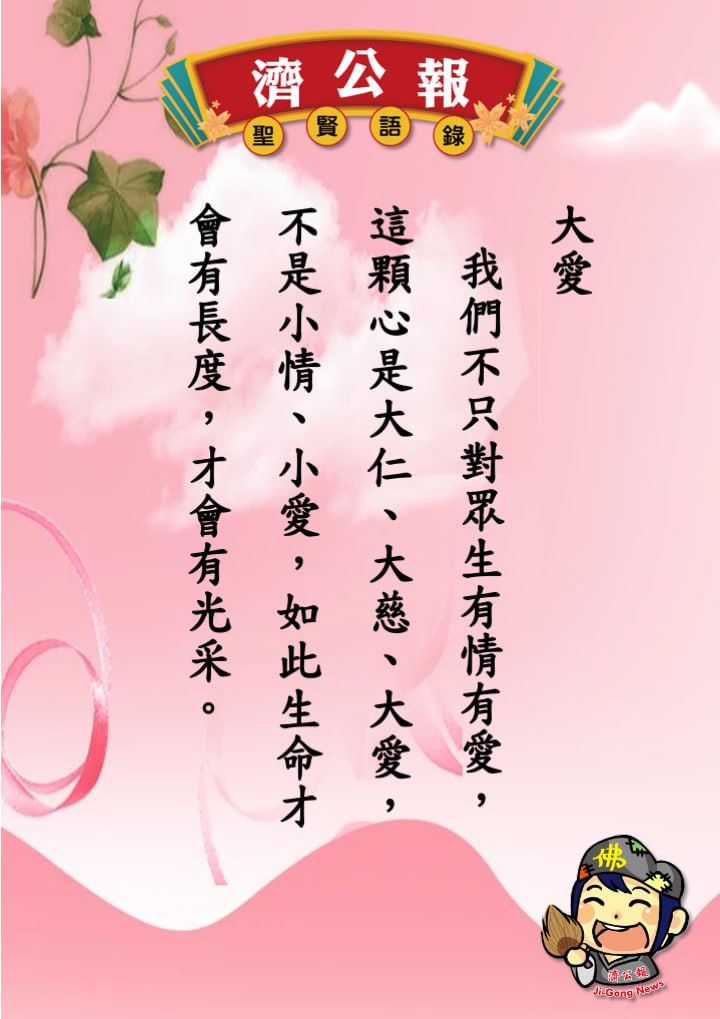 濟公報
聖賢語錄
大愛
我們不只對眾生有情有愛，
這顆心是大仁、大慈、大愛，
不是小情、小愛，如此生命才
會有長度，才會有光采。
佛
濟公報
Ji-Gong News